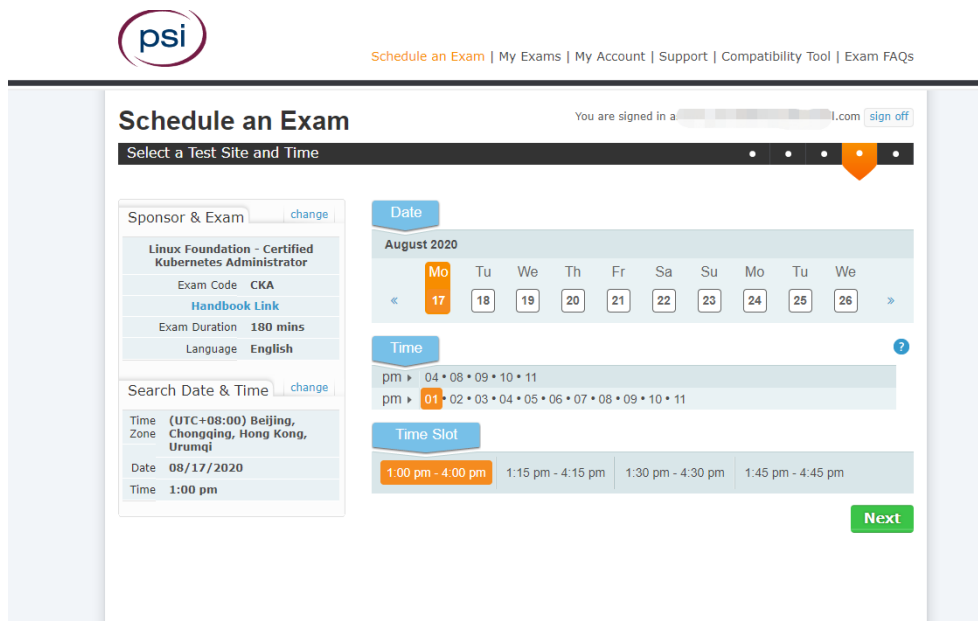 psi
Schedule an Exam | My Exams | My Account | Support | Compatibility Tool | Exam FAQs
Schedule an Exam
You are signed in a l.com sign off
Select a Test Site and Time
Sponsor & Exam change
Linux Foundation - Certified
Kubernetes Administrator
Exam Code CKA
Handbook Link
Exam Duration 180 mins
Language English
Search Date & Time change
Time Zone (UTC+08:00) Beijing,
Chongqing, Hong Kong,
Urumqi
Date 08/17/2020
Time 1:00 pm
Date
August 2020
Mo Tu We Th Fr Sa Su Mo Tu We
« 17 18 19 20 21 22 23 24 25 26 »
Time ?
pm ▸ 04 • 08 • 09 • 10 • 11
pm ▸ 01 • 02 • 03 • 04 • 05 • 06 • 07 • 08 • 09 • 10 • 11
Time Slot
1:00 pm - 4:00 pm 1:15 pm - 4:15 pm 1:30 pm - 4:30 pm 1:45 pm - 4:45 pm
Next